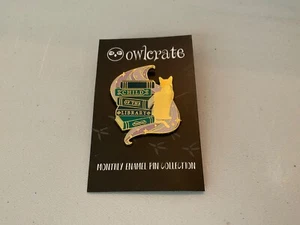 owlcrate
CHILD
OF THE
LIBRARY
MONTHLY ENAMEL PIN COLLECTION